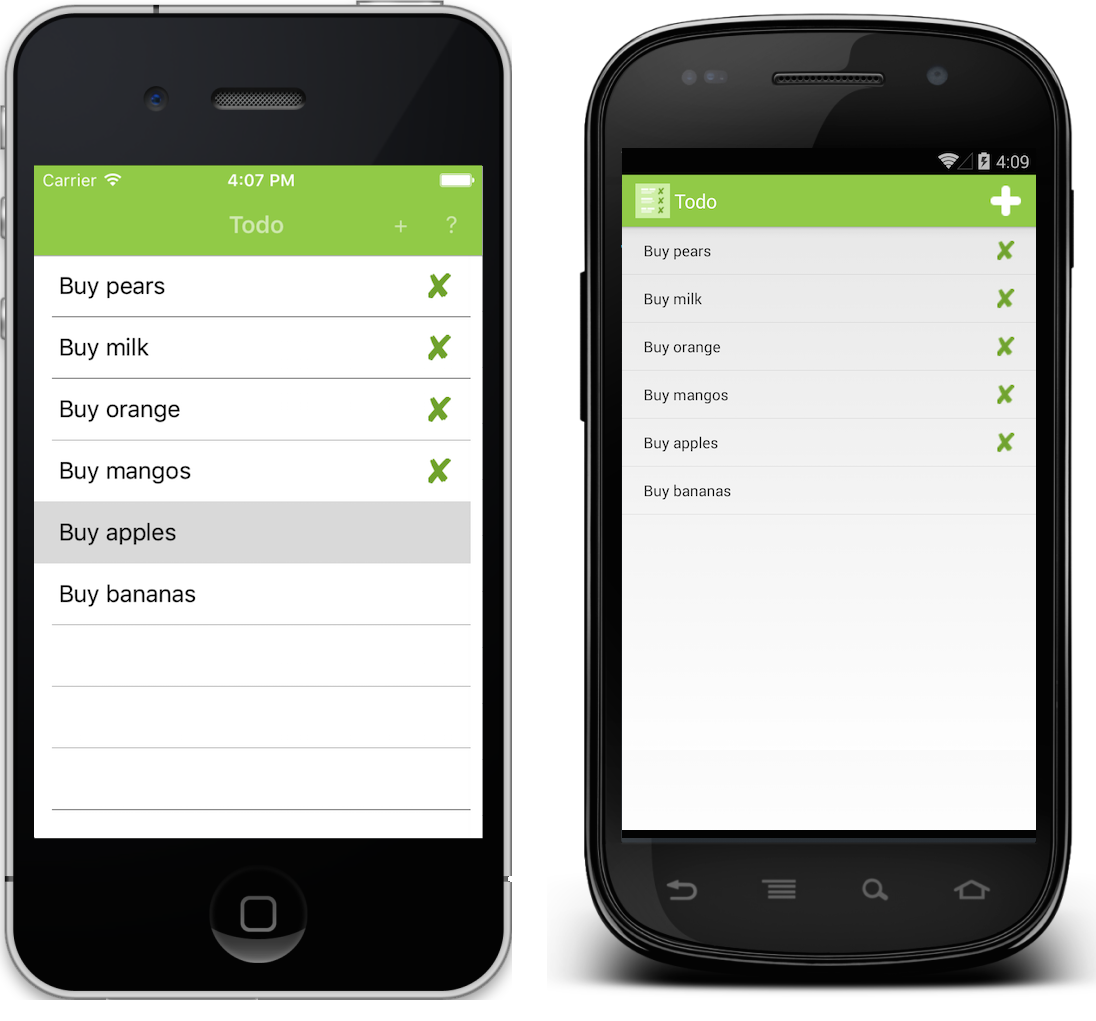 Carrier 4:07 PM
Todo + ?
Buy pears
Buy milk
Buy orange
Buy mangos
Buy apples
Buy bananas
4:09
Todo
Buy pears
Buy milk
Buy orange
Buy mangos
Buy apples
Buy bananas